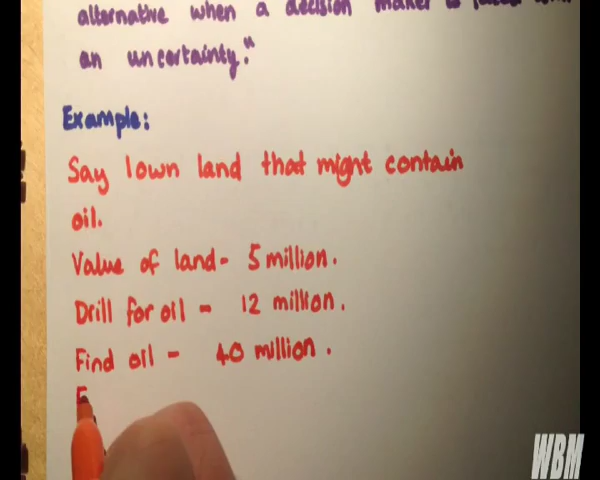 alternative when a decision maker is faced with
an uncertainty."
Example:
Say I own land that might contain
oil.
Value of land - 5 million.
Drill for oil - 12 million.
Find oil - 40 million.
F
WBM